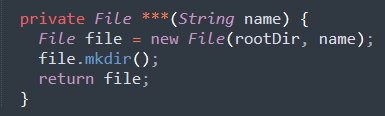 private File ***(String name) {
  File file = new File(rootDir, name);
  file.mkdir();
  return file;
}